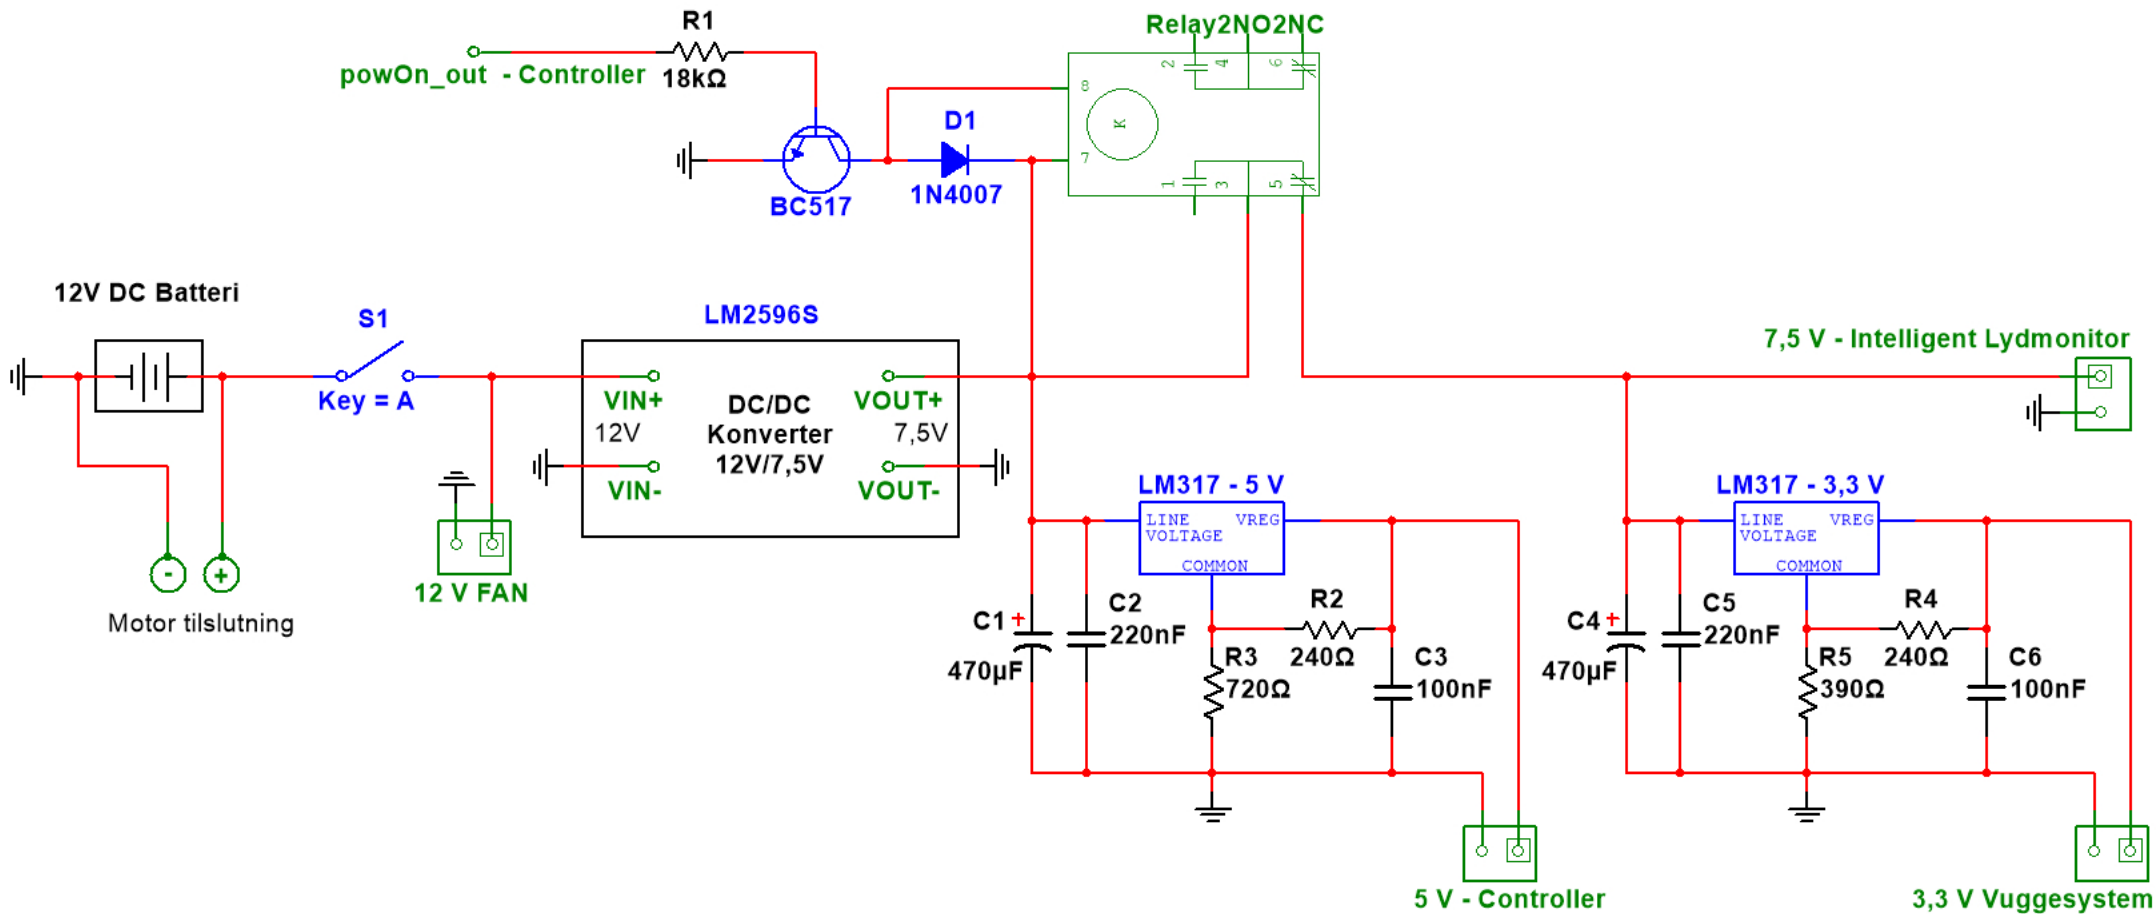 Relay2NO2NC
R1
powOn_out - Controller
18kΩ
2
4
6
8
K
7
1
3
5
D1
1N4007
BC517
12V DC Batteri
S1
Key = A
LM2596S
VIN+
12V
VIN-
DC/DC
Konverter
12V/7,5V
VOUT+
7,5V
VOUT-
12 V FAN
-
+
Motor tilslutning
7,5 V - Intelligent Lydmonitor
LM317 - 5 V
LINE VREG
VOLTAGE
COMMON
C1
+
470µF
C2
220nF
R2
240Ω
R3
720Ω
C3
100nF
5 V - Controller
LM317 - 3,3 V
LINE VREG
VOLTAGE
COMMON
C4
+
470µF
C5
220nF
R4
240Ω
R5
390Ω
C6
100nF
3,3 V Vuggesystem